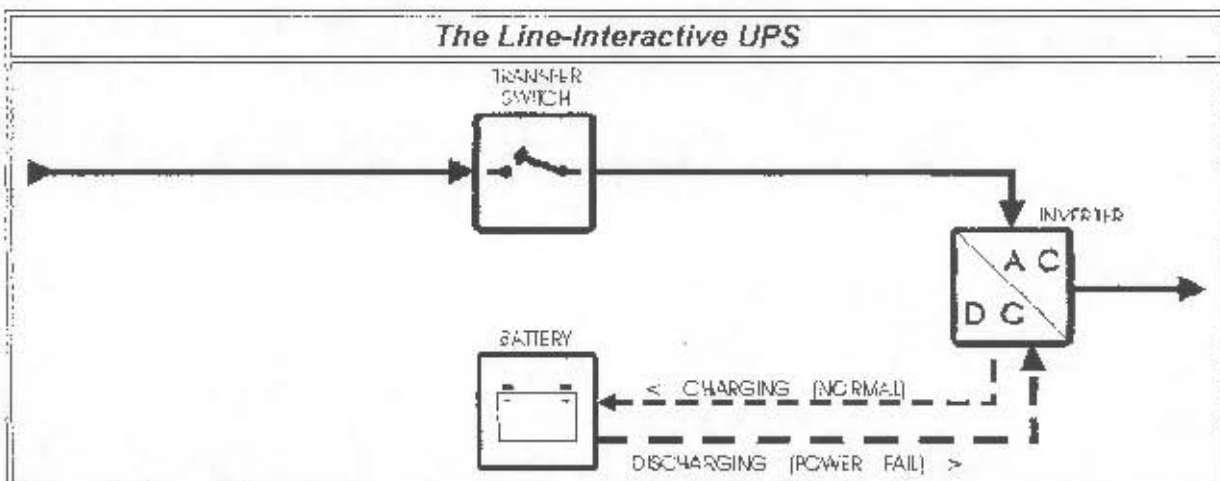 The Line-Interactive UPS
TRANSFER
SWITCH
INVERTER
A C
D C
BATTERY
< CHARGING (NORMAL)
DISCHARGING (POWER FAIL) >